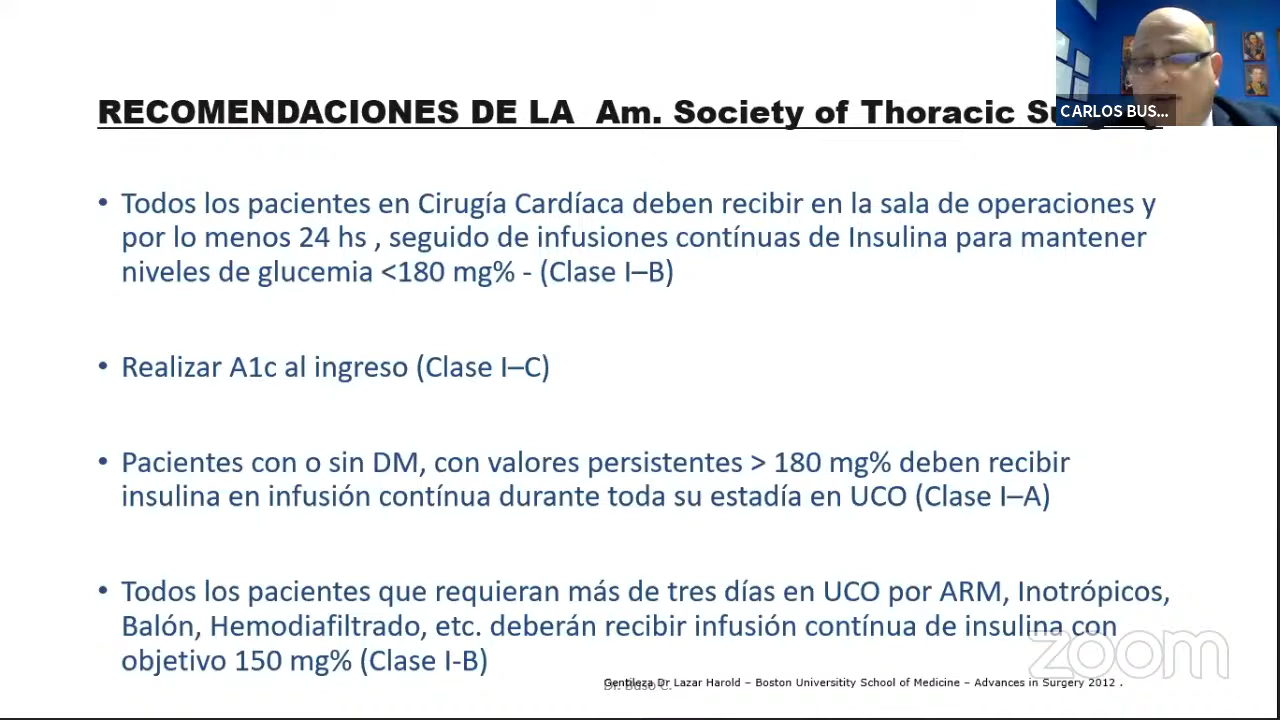 RECOMENDACIONES DE LA Am. Society of Thoracic
CARLOS BUS...
• Todos los pacientes en Cirugía Cardíaca deben recibir en la sala de operaciones y
por lo menos 24 hs , seguido de infusiones contínuas de Insulina para mantener
niveles de glucemia <180 mg% - (Clase I–B)
• Realizar A1c al ingreso (Clase I–C)
• Pacientes con o sin DM, con valores persistentes > 180 mg% deben recibir
insulina en infusión contínua durante toda su estadía en UCO (Clase I–A)
• Todos los pacientes que requieran más de tres días en UCO por ARM, Inotrópicos,
Balón, Hemodiafiltrado, etc. deberán recibir infusión contínua de insulina con
objetivo 150 mg% (Clase I-B)
zoom
Gentileza Dr Lazar Harold – Boston Universitity School of Medicine – Advances in Surgery 2012 .
Dr. Buso C.